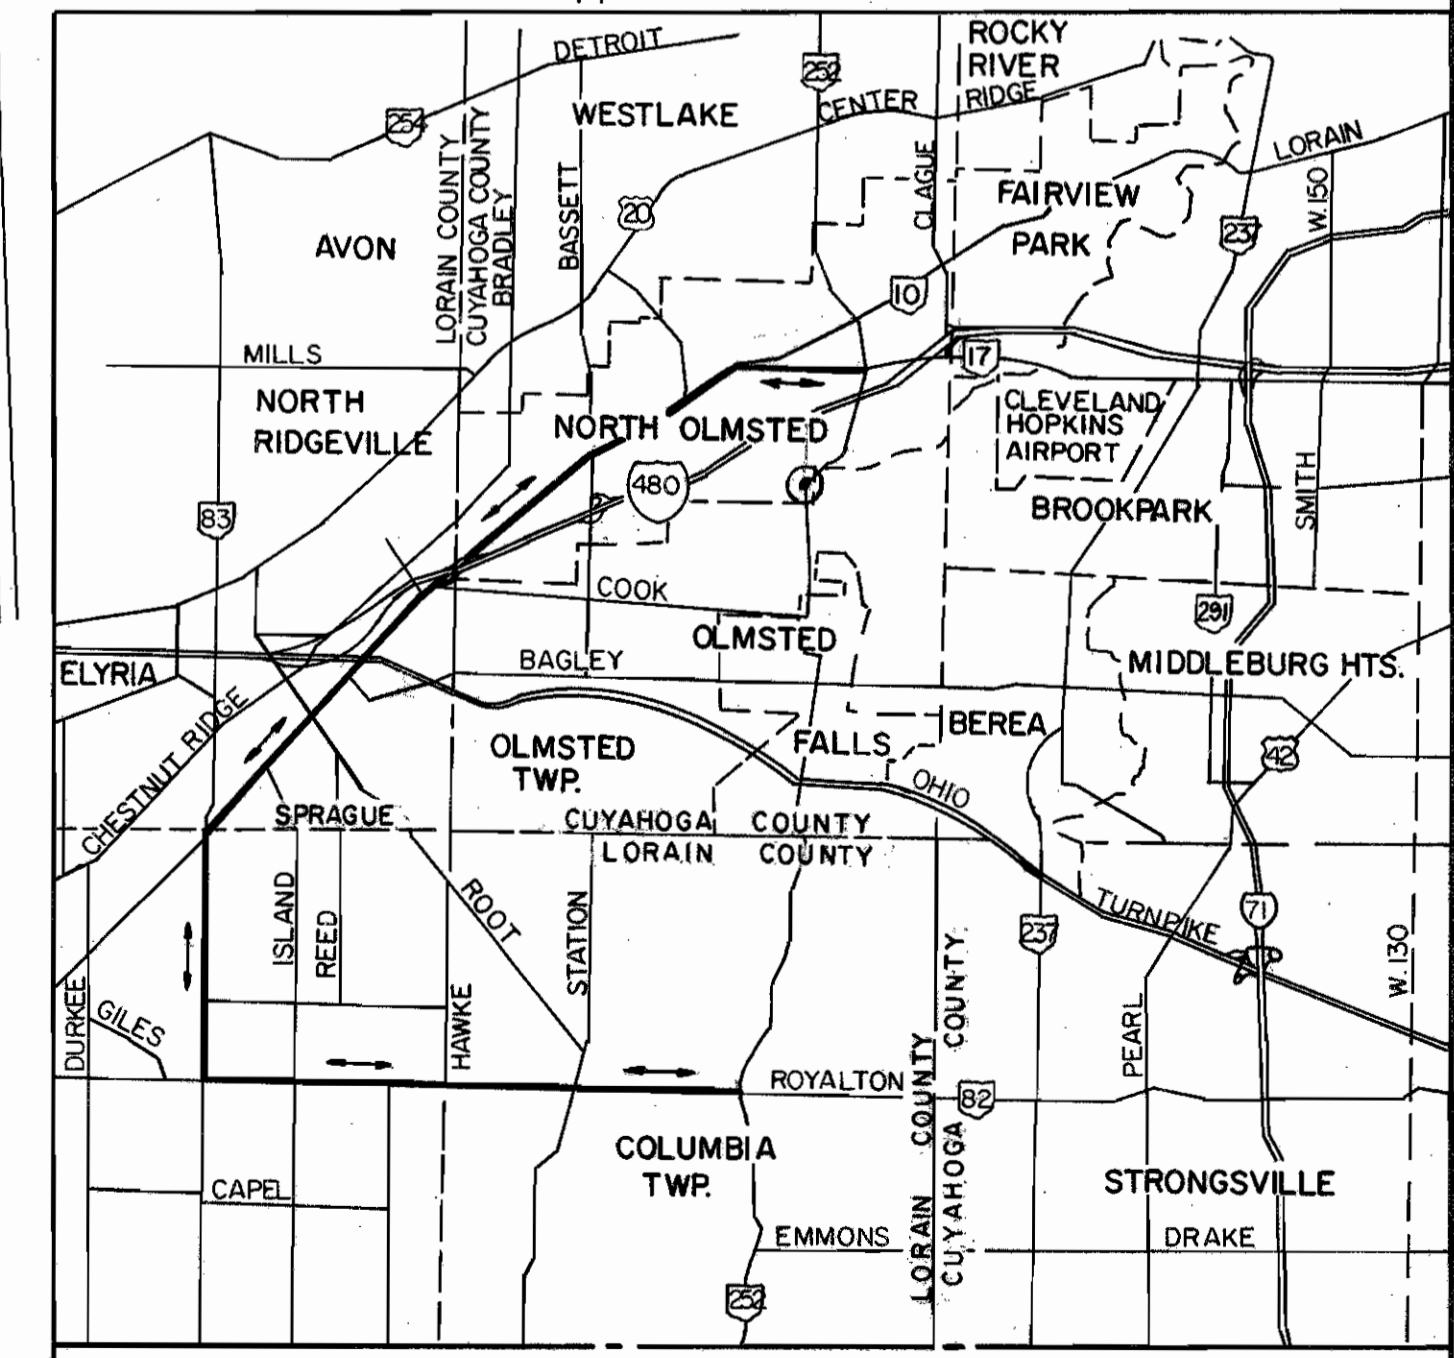 DETROIT
252
ROCKY
RIVER
RIDGE
CENTER
WESTLAKE
254
LORAIN
LORAIN COUNTY
CUYAHOGA COUNTY
BRADLEY
BASSETT
CLAGUE
FAIRVIEW
PARK
W. 150
20
237
AVON
10
MILLS
17
NORTH
RIDGEVILLE
NORTH OLMSTED
CLEVELAND
HOPKINS
AIRPORT
480
BROOKPARK
SMITH
83
COOK
291
OLMSTED
BAGLEY
MIDDLEBURG HTS.
ELYRIA
CHESTNUT RIDGE
OLMSTED
TWP.
FALLS
BEREA
42
OHIO
SPRAGUE
CUYAHOGA COUNTY
LORAIN COUNTY
ISLAND
REED
ROOT
STATION
TURNPIKE
71
237
W. 130
DURKEE
GILES
HAWKE
PEARL
ROYALTON
82
LORAIN COUNTY
CUYAHOGA COUNTY
COLUMBIA
TWP.
STRONGSVILLE
CAPEL
EMMONS
DRAKE
252